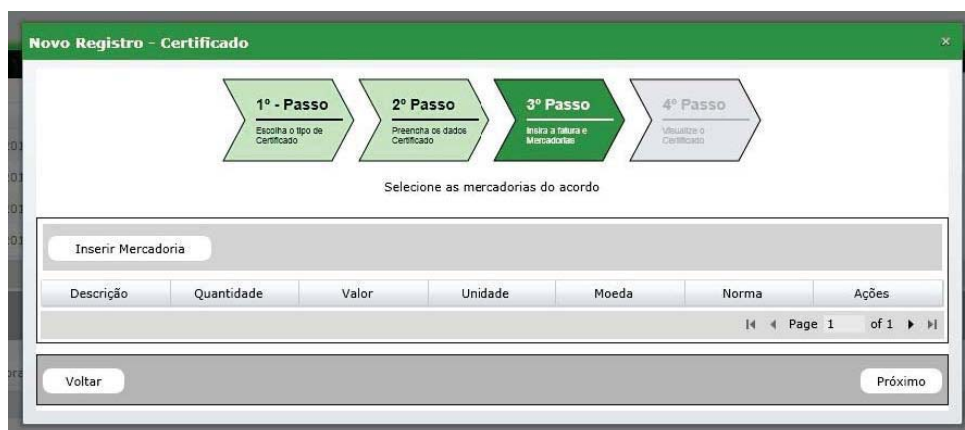 Novo Registro - Certificado
1º - Passo
Escolha o tipo de
Certificado
2º Passo
Preencha os dados
Certificado
3º Passo
Insira a fatura e
Mercadorias
4º Passo
Visualize o
Certificado
Selecione as mercadorias do acordo
Inserir Mercadoria
Descrição Quantidade Valor Unidade Moeda Norma Ações
Page 1 of 1
Voltar Próximo